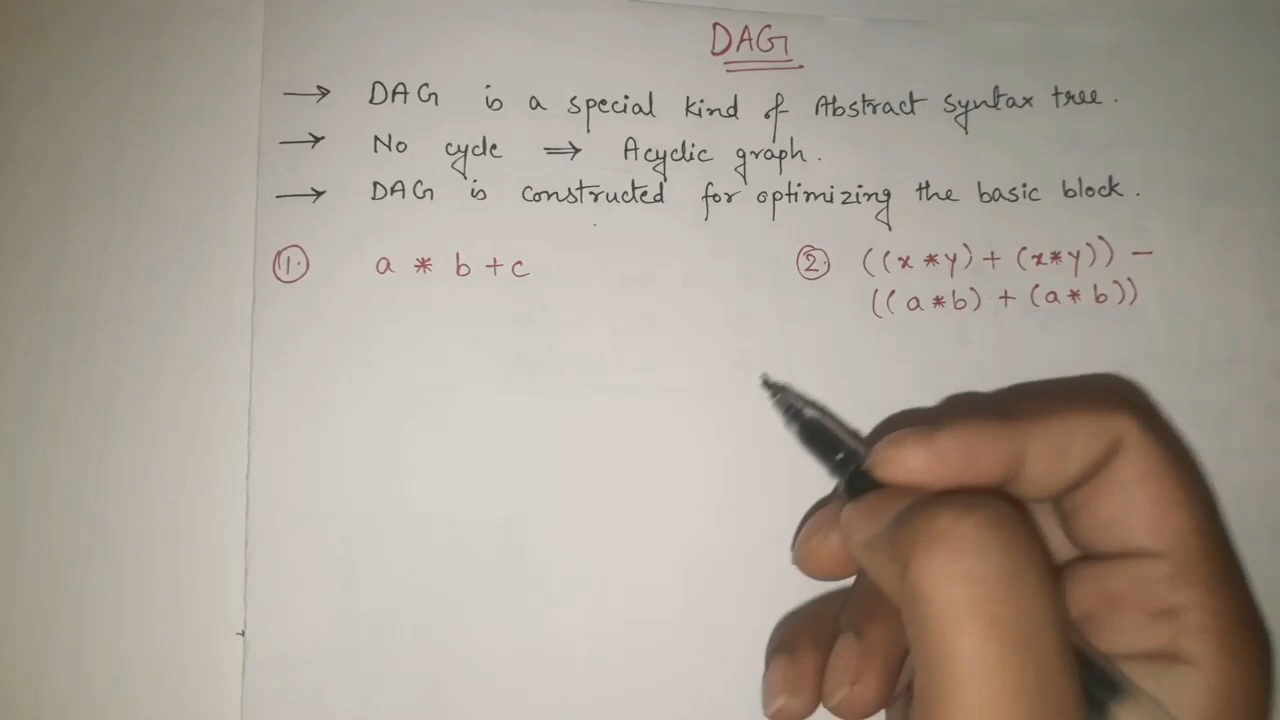 DAG
→ DAG is a special kind of Abstract syntax tree.
→ No cycle ⇒ Acyclic graph.
→ DAG is constructed for optimizing the basic block.
①. a * b + c
②. ((x * y) + (x * y)) -
((a * b) + (a * b))